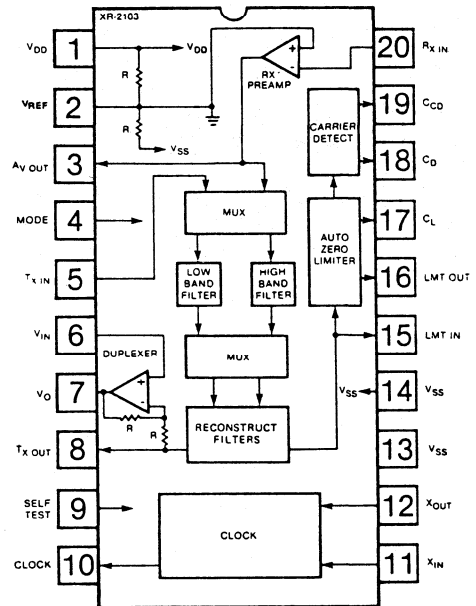 XR-2103
VDD
1
VDD
R
VREF
2
R
VSS
AV OUT
3
MODE
4
TX IN
5
VIN
6
VO
7
TX OUT
8
SELF
TEST
9
CLOCK
10
+
-
RX
PREAMP
MUX
LOW
BAND
FILTER
HIGH
BAND
FILTER
MUX
DUPLEXER
+
-
R
R
RECONSTRUCT
FILTERS
CLOCK
CARRIER
DETECT
AUTO
ZERO
LIMITER
20
RX IN
19
CCD
18
CD
17
CL
16
LMT OUT
15
LMT IN
VSS
14
VSS
13
VSS
12
XOUT
11
XIN